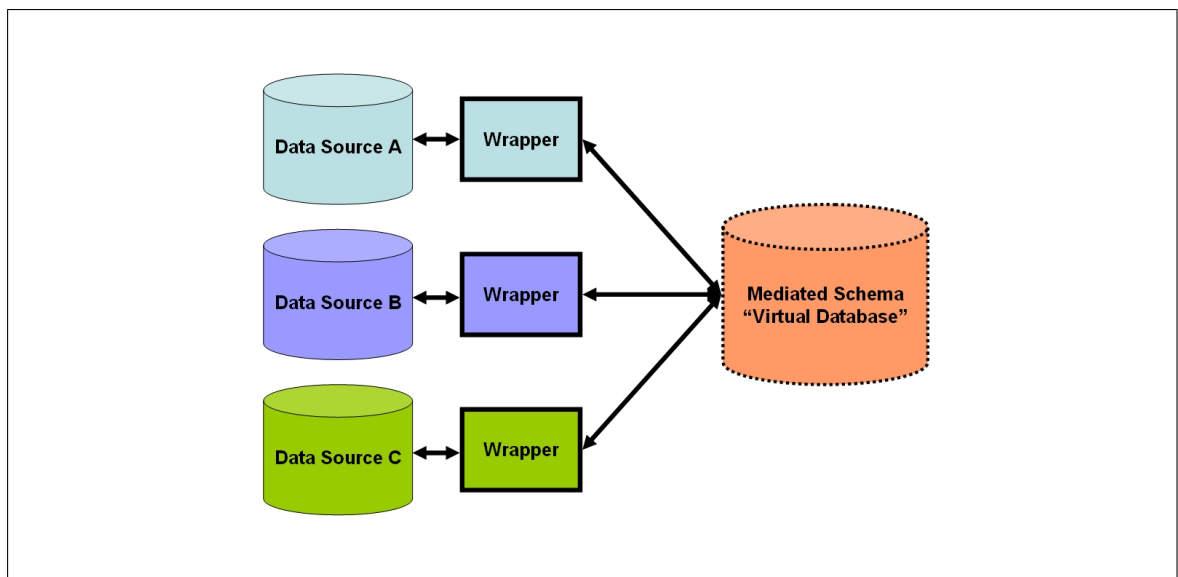 Data Source A
Wrapper
Data Source B
Wrapper
Mediated Schema
“Virtual Database”
Data Source C
Wrapper